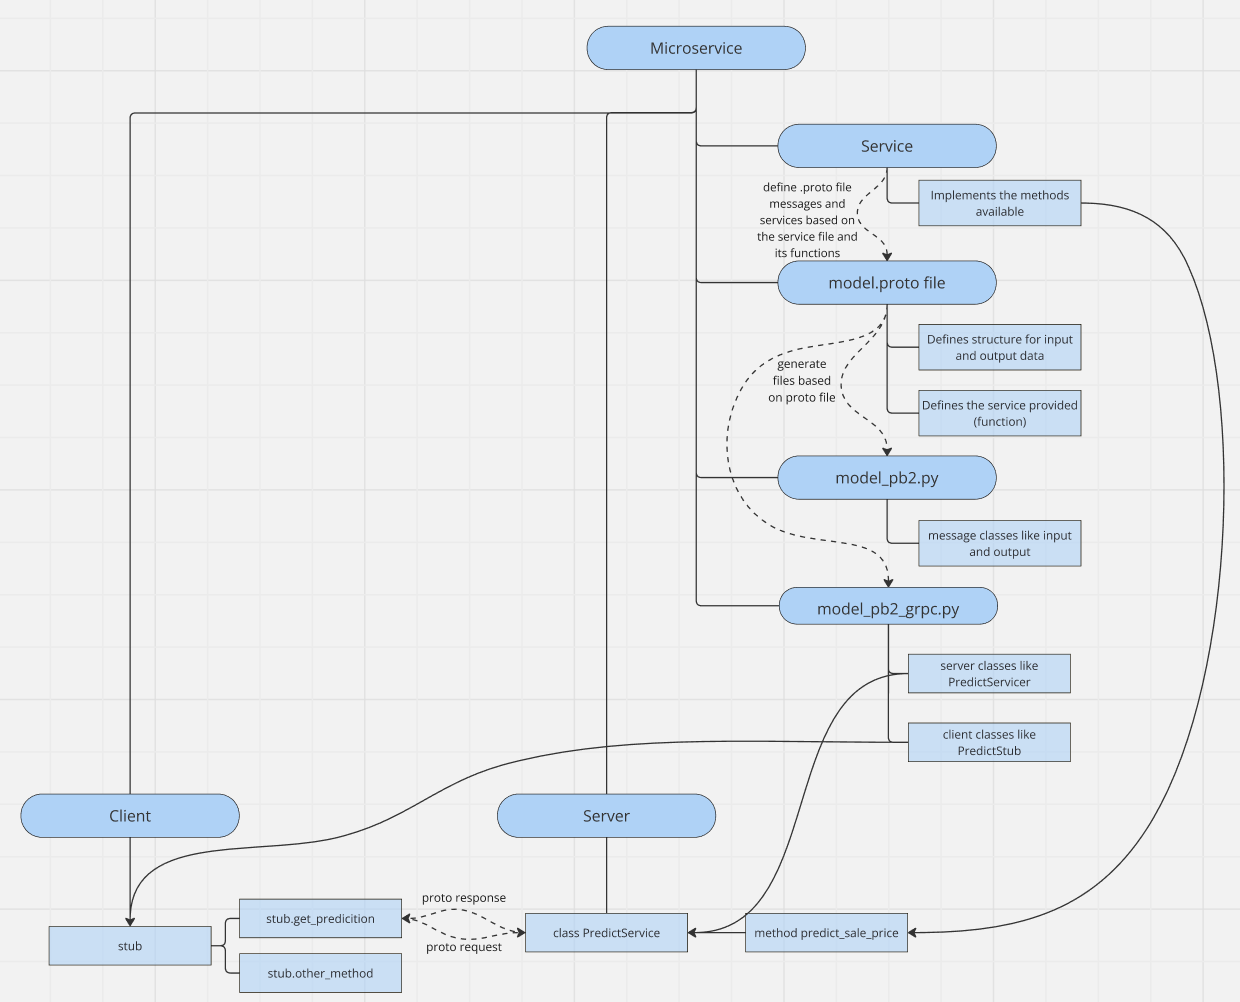 Microservice
Service
define .proto file
messages and
services based on
the service file and
its functions
Implements the methods
available
model.proto file
Defines structure for input
and output data
generate
files based
on proto file
Defines the service provided
(function)
model_pb2.py
message classes like input
and output
model_pb2_grpc.py
server classes like
PredictServicer
client classes like
PredictStub
Client
Server
proto response
stub.get_predicition
class PredictService
method predict_sale_price
stub
proto request
stub.other_method